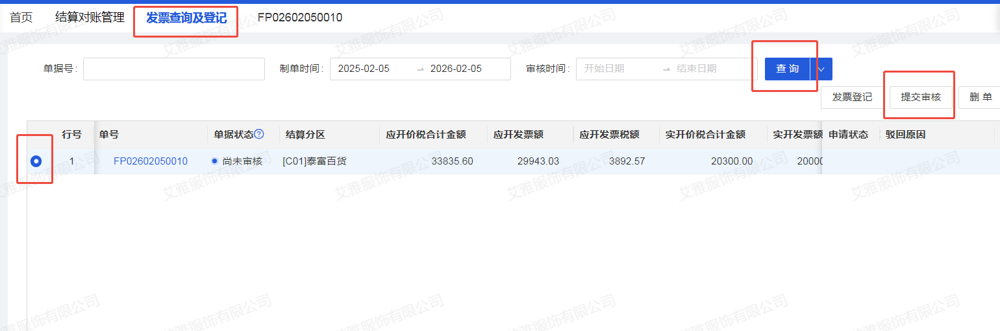 首页 结算对账管理 发票查询及登记 FP02602050010
单据号: 制单时间: 2025-02-05 → 2026-02-05 审核时间: 开始日期 → 结束日期 查 询
发票登记 提交审核 删 单
行号 单号 单据状态? 结算分区 应开价税合计金额 应开发票额 应开发票税额 实开价税合计金额 实开发票额 申请状态 驳回原因
1 FP02602050010 尚未审核 [C01]泰富百货 33835.60 29943.03 3892.57 20300.00 20000
艾雅服饰有限公司